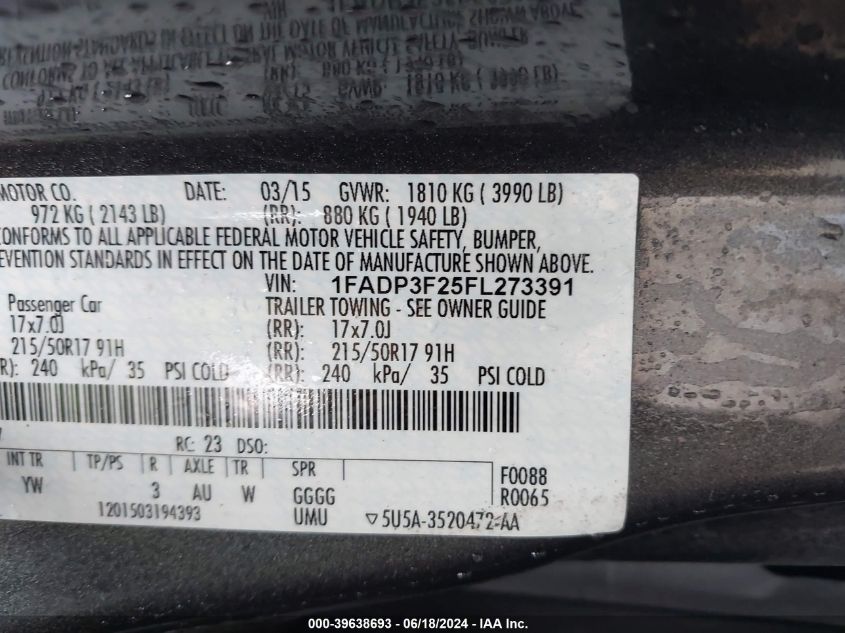 MOTOR CO. DATE: 03/15 GVWR: 1810 KG ( 3990 LB)
972 KG ( 2143 LB) (RR): 880 KG ( 1940 LB)
CONFORMS TO ALL APPLICABLE FEDERAL MOTOR VEHICLE SAFETY, BUMPER,
EVENTION STANDARDS IN EFFECT ON THE DATE OF MANUFACTURE SHOWN ABOVE.
VIN: 1FADP3F25FL273391
Passenger Car TRAILER TOWING - SEE OWNER GUIDE
17x7.0J (RR): 17x7.0J
215/50R17 91H (RR): 215/50R17 91H
R): 240 kPa/ 35 PSI COLD (RR): 240 kPa/ 35 PSI COLD
RC: 23 DSO:
INT TR TP/PS R AXLE TR SPR F0088
YW 3 AU W GGGG R0065
1201503194393 UMU ▽5U5A-3520472-AA
000-39638693 - 06/18/2024 - IAA Inc.